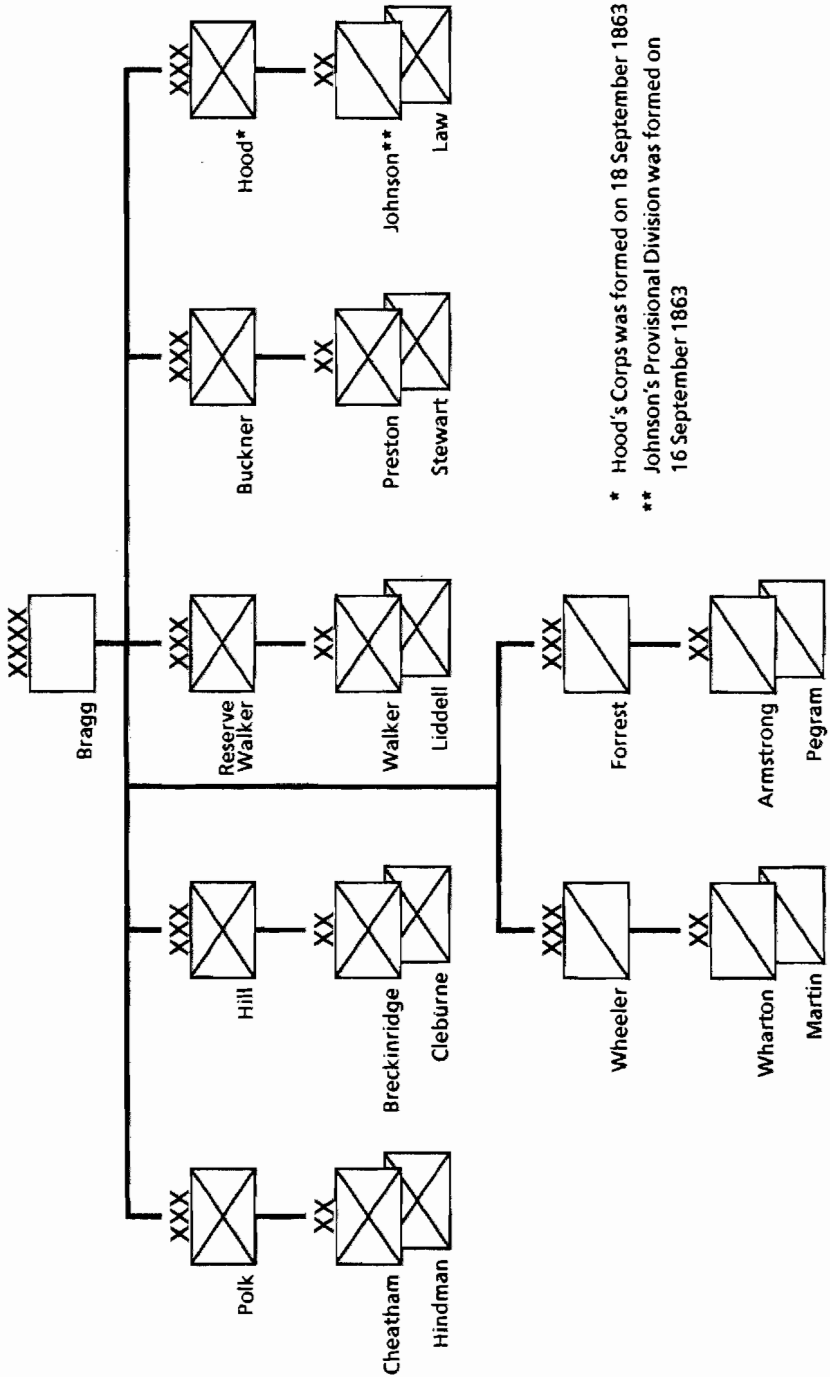 XXXX
Bragg
XXX
Polk
XXX
Hill
XXX
Reserve
Walker
XXX
Buckner
XXX
Hood*
XX
Cheatham
Hindman
XX
Breckinridge
Cleburne
XX
Walker
Liddell
XX
Preston
Stewart
XX
Johnson**
Law
XXX
Wheeler
XXX
Forrest
XX
Wharton
Martin
XX
Armstrong
Pegram
* Hood's Corps was formed on 18 September 1863
** Johnson's Provisional Division was formed on
16 September 1863